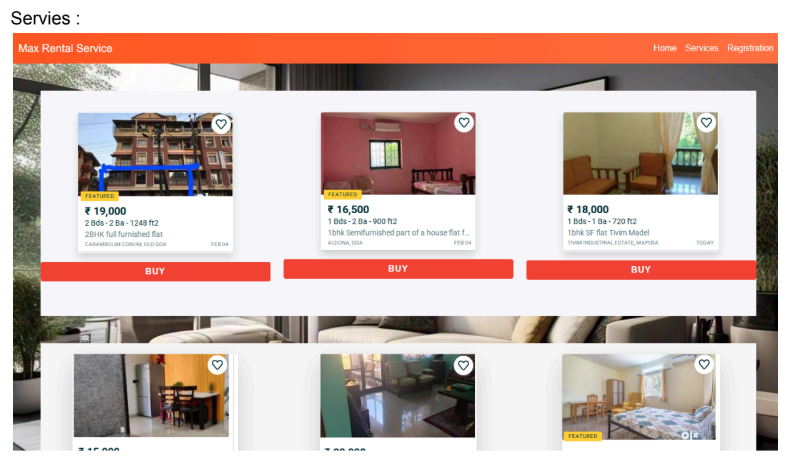 Servies :
Max Rental Service
Home Services Registration
FEATURED
₹ 19,000
2 Bds - 2 Ba - 1248 ft2
2BHK full furnished flat
CARAMBOLIM CORLIM, OLD GOA FEB 04
BUY
FEATURED
₹ 16,500
1 Bds - 2 Ba - 900 ft2
1bhk Semifurnished part of a house flat f...
ALDONA, GOA FEB 04
BUY
₹ 18,000
1 Bds - 1 Ba - 720 ft2
1bhk SF flat Tivim Madel
TIVIM INDUSTRIAL ESTATE, MAPUSA TODAY
BUY
FEATURED
olx